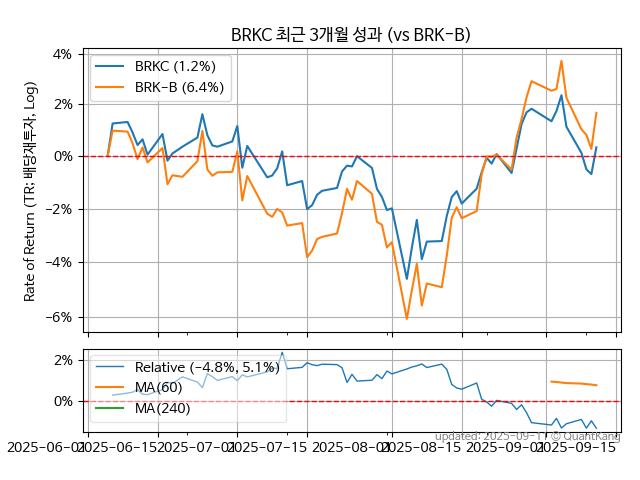 BRKC 최근 3개월 성과 (vs BRK-B)
Rate of Return (TR: 배당재투자, Log)
4%
2%
0%
−2%
−4%
−6%
BRKC (1.2%)
BRK-B (6.4%)
2%
0%
Relative (−4.8%, 5.1%)
MA(60)
MA(240)
updated: 2025-09-11 © QuantKang
2025-06-01
2025-06-15
2025-07-01
2025-07-15
2025-08-01
2025-08-15
2025-09-01
2025-09-15